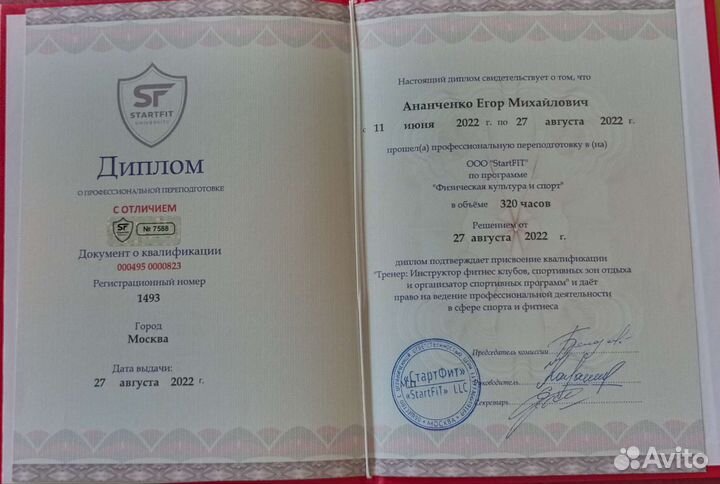 SF
STARTFIT
UNIVERSITY
Диплом
О ПРОФЕССИОНАЛЬНОЙ ПЕРЕПОДГОТОВКЕ
С ОТЛИЧИЕМ
SF
№ 7588
Документ о квалификации
000495 0000823
Регистрационный номер
1493
Город
Москва
Дата выдачи:
27 августа 2022 г.
Настоящий диплом свидетельствует о том, что
Ананченко Егор Михайлович
с 11 июня 2022 г. по 27 августа 2022 г.
прошел(а) профессиональную переподготовку в (на)
ООО "StartFIT"
по программе
"Физическая культура и спорт"
в объёме 320 часов
Решением от
27 августа 2022 г.
диплом подтверждает присвоение квалификации
"Тренер: Инструктор фитнес клубов, спортивных зон отдыха
и организатор спортивных программ" и даёт
право на ведение профессиональной деятельности
в сфере спорта и фитнеса
Председатель комиссии
Руководитель
Секретарь
«СтартФит»
«StartFiT» LLC
МОСКВА
Avito